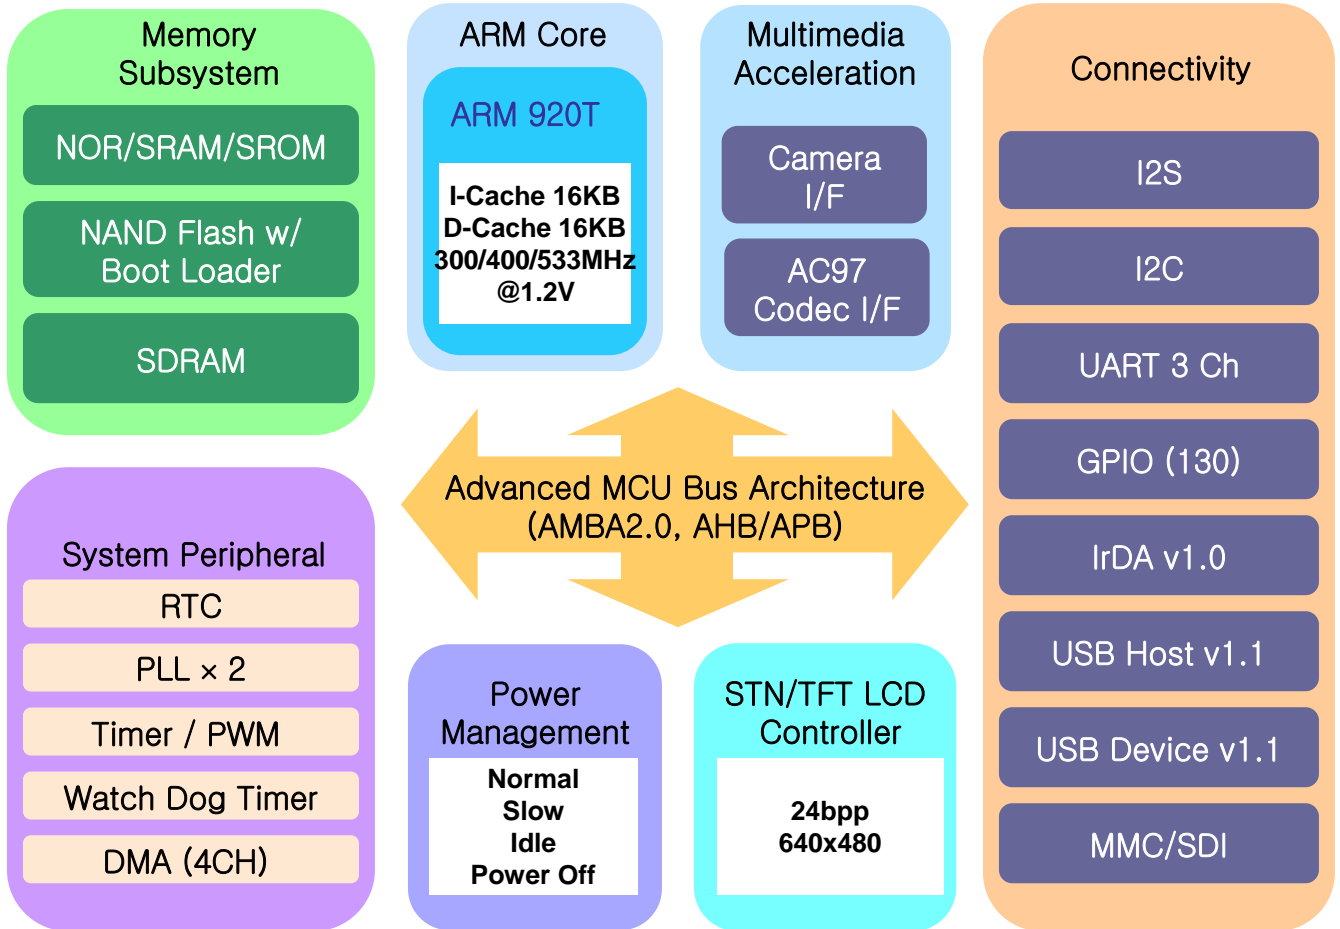 Memory
Subsystem
NOR/SRAM/SROM
NAND Flash w/
Boot Loader
SDRAM
ARM Core
ARM 920T
I-Cache 16KB
D-Cache 16KB
300/400/533MHz
@1.2V
Multimedia
Acceleration
Camera
I/F
AC97
Codec I/F
Connectivity
I2S
I2C
UART 3 Ch
GPIO (130)
IrDA v1.0
USB Host v1.1
USB Device v1.1
MMC/SDI
Advanced MCU Bus Architecture
(AMBA2.0, AHB/APB)
System Peripheral
RTC
PLL × 2
Timer / PWM
Watch Dog Timer
DMA (4CH)
Power
Management
Normal
Slow
Idle
Power Off
STN/TFT LCD
Controller
24bpp
640x480